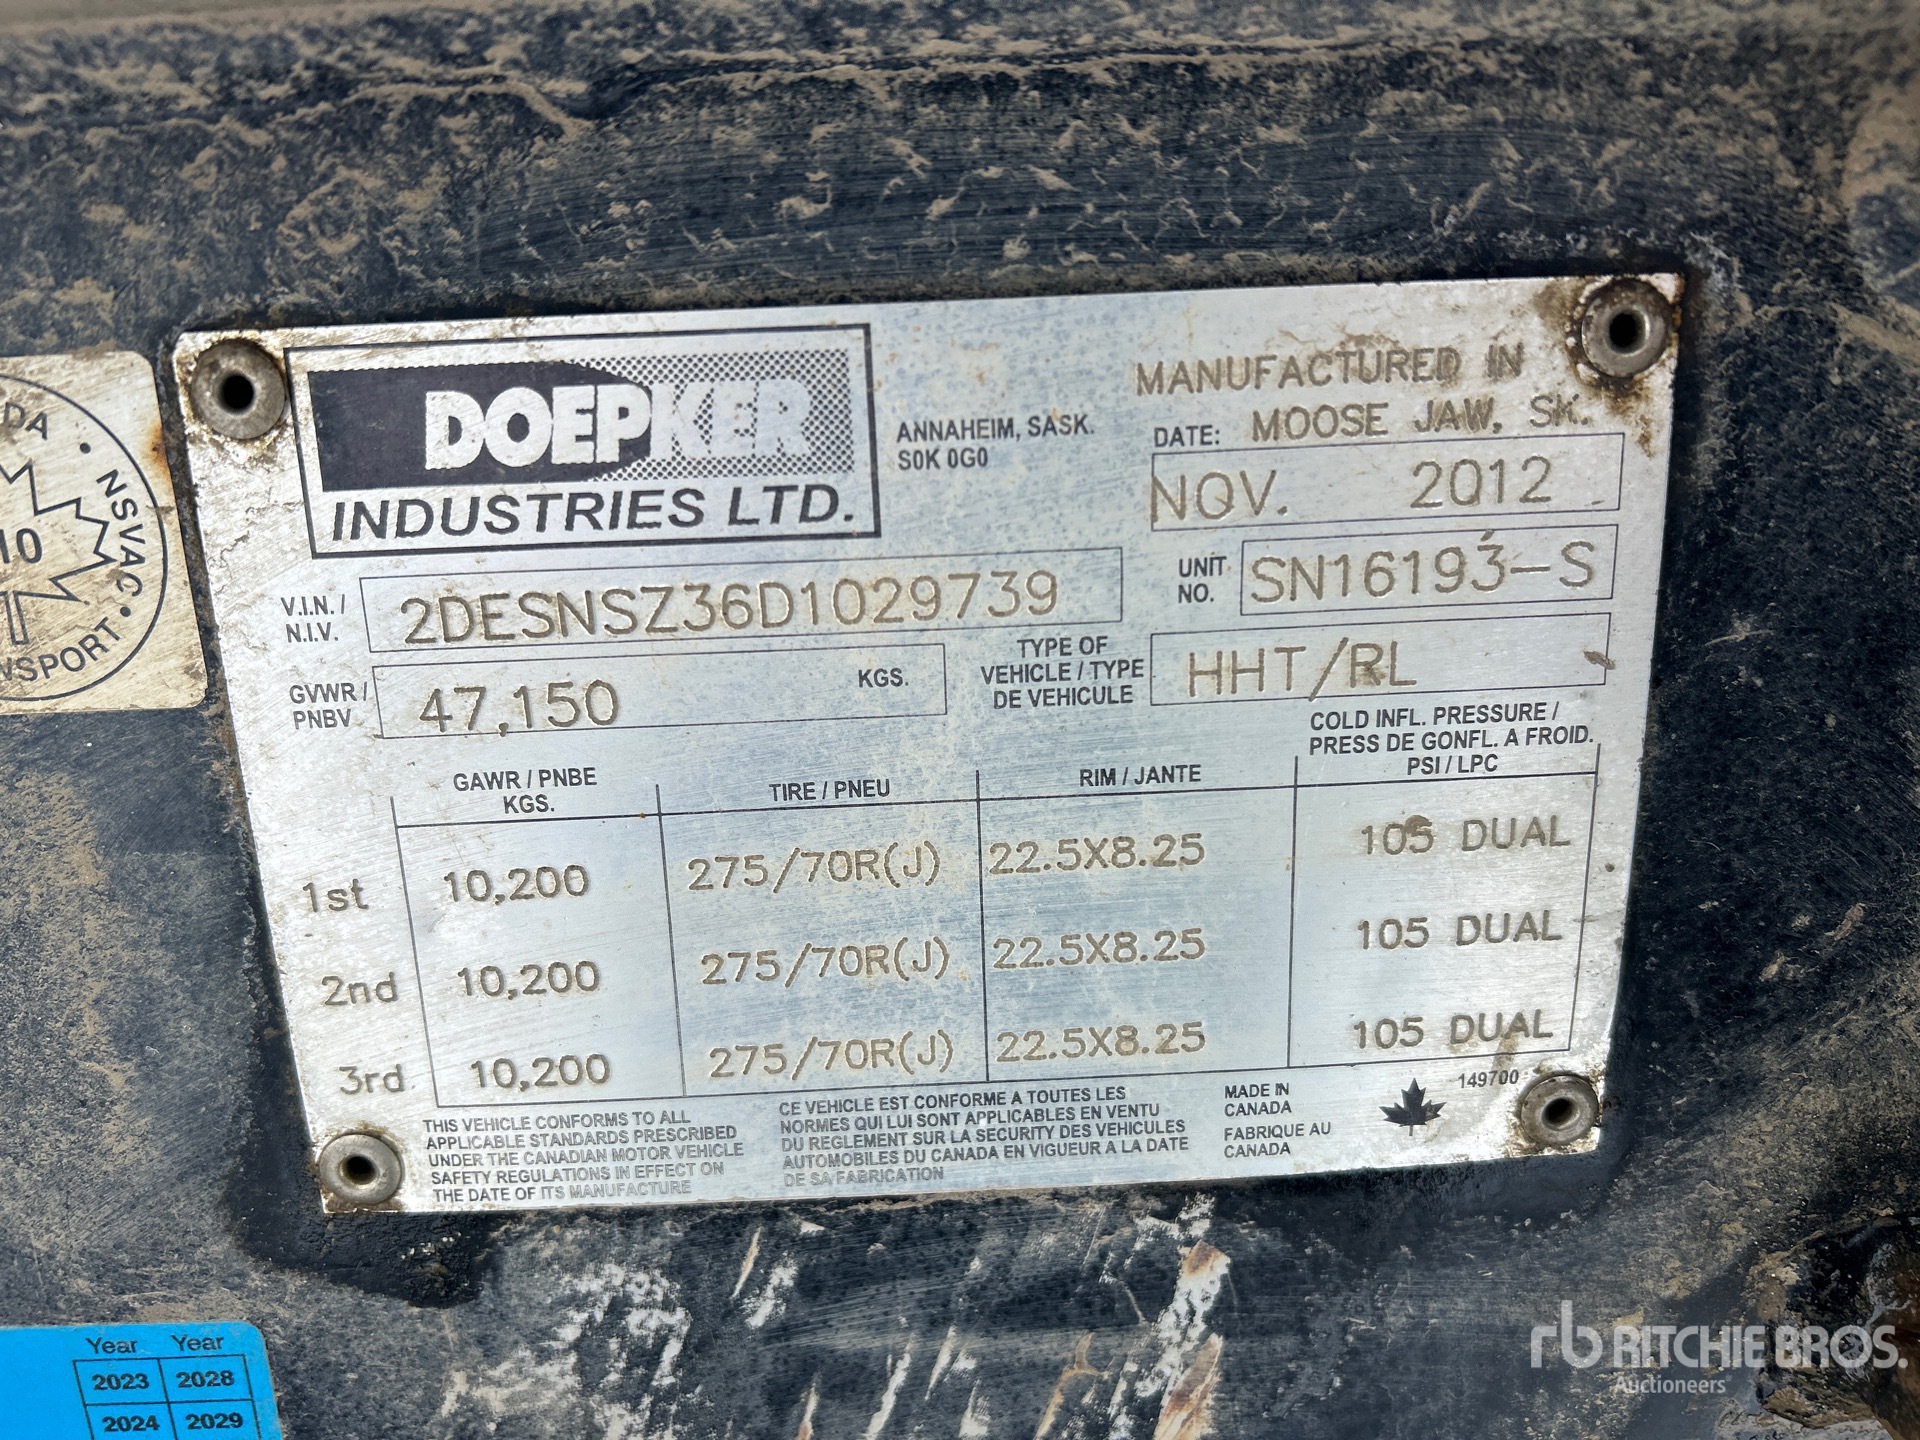 DOEPKER
INDUSTRIES LTD.
ANNAHEIM, SASK.
S0K 0G0
MANUFACTURED IN
MOOSE JAW, SK.
DATE:
NOV. 2012
V.I.N. /
N.I.V.
2DESNSZ36D1029739
UNIT
NO.
SN16193-S
GVWR /
PNBV
47,150 KGS.
TYPE OF
VEHICLE / TYPE
DE VEHICULE
HHT/RL
GAWR / PNBE
KGS.
TIRE / PNEU
RIM / JANTE
COLD INFL. PRESSURE /
PRESS DE GONFL. A FROID.
PSI / LPC
1st 10,200 275/70R(J) 22.5X8.25 105 DUAL
2nd 10,200 275/70R(J) 22.5X8.25 105 DUAL
3rd 10,200 275/70R(J) 22.5X8.25 105 DUAL
THIS VEHICLE CONFORMS TO ALL
APPLICABLE STANDARDS PRESCRIBED
UNDER THE CANADIAN MOTOR VEHICLE
SAFETY REGULATIONS IN EFFECT ON
THE DATE OF ITS MANUFACTURE
CE VEHICLE EST CONFORME A TOUTES LES
NORMES QUI LUI SONT APPLICABLES EN VENTU
DU REGLEMENT SUR LA SECURITY DES VEHICULES
AUTOMOBILES DU CANADA EN VIGUEUR A LA DATE
DE SA FABRICATION
MADE IN
CANADA
FABRIQUE AU
CANADA
149700
DA • NSVAC •
10
NSPORT
Year Year
2023 2028
2024 2029
rb RITCHIE BROS.
Auctioneers